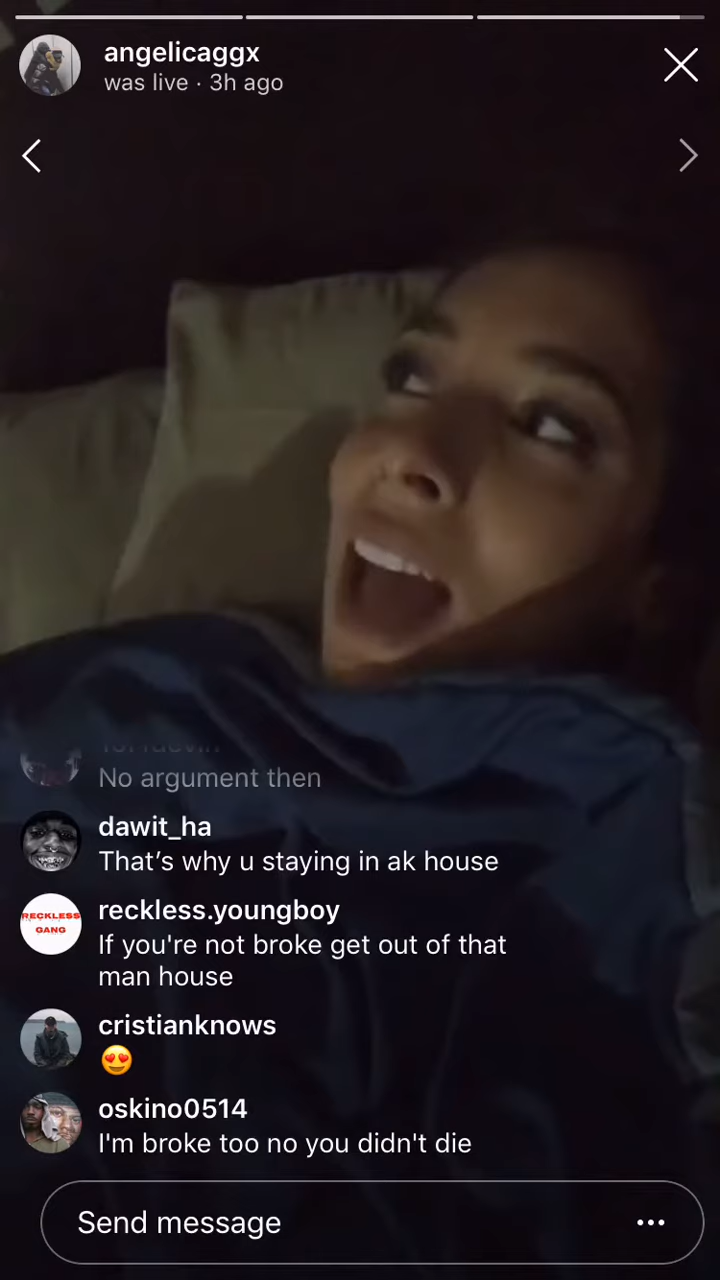 angelicaggx
was live · 3h ago
No argument then
dawit_ha
That's why u staying in ak house
RECKLESS
GANG
reckless.youngboy
If you're not broke get out of that
man house
cristianknows
😍
oskino0514
I'm broke too no you didn't die
Send message